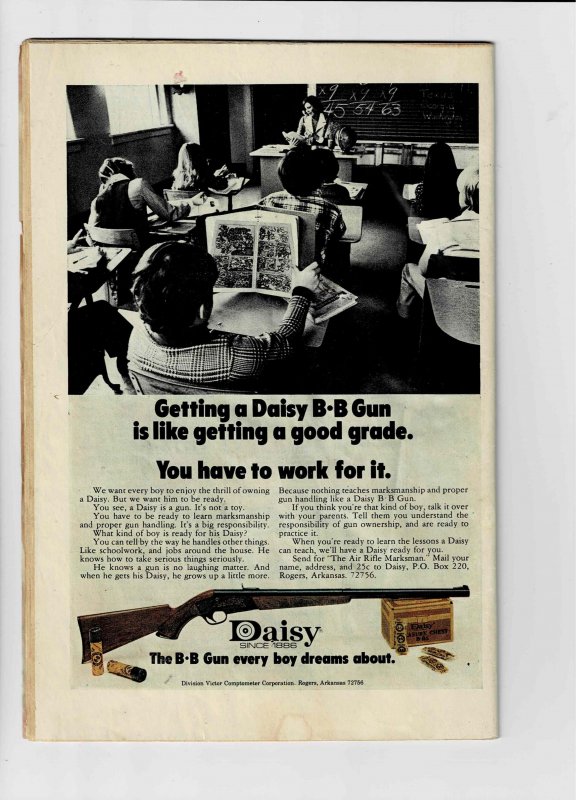 x9 x9 x9
45 54 63
Getting a Daisy B•B Gun
is like getting a good grade.
You have to work for it.
We want every boy to enjoy the thrill of owning
a Daisy. But we want him to be ready.
You see, a Daisy is a gun. It's not a toy.
You have to be ready to learn marksmanship
and proper gun handling. It's a big responsibility.
What kind of boy is ready for his Daisy?
You can tell by the way he handles other things.
Like schoolwork, and jobs around the house. He
knows how to take serious things seriously.
He knows a gun is no laughing matter. And
when he gets his Daisy, he grows up a little more.
Because nothing teaches marksmanship and proper
gun handling like a Daisy B·B Gun.
If you think you're that kind of boy, talk it over
with your parents. Tell them you understand the
responsibility of gun ownership, and are ready to
practice it.
When you're ready to learn the lessons a Daisy
can teach, we'll have a Daisy ready for you.
Send for "The Air Rifle Marksman." Mail your
name, address, and 25¢ to Daisy, P.O. Box 220,
Rogers, Arkansas. 72756.
Daisy
Daisy®
SINCE 1886
The B•B Gun every boy dreams about.
Division Victor Comptometer Corporation. Rogers, Arkansas 72756